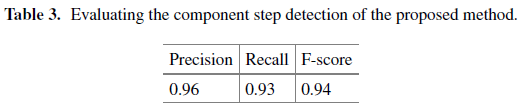 Table 3. Evaluating the component step detection of the proposed method.
Precision Recall F-score
0.96 0.93 0.94